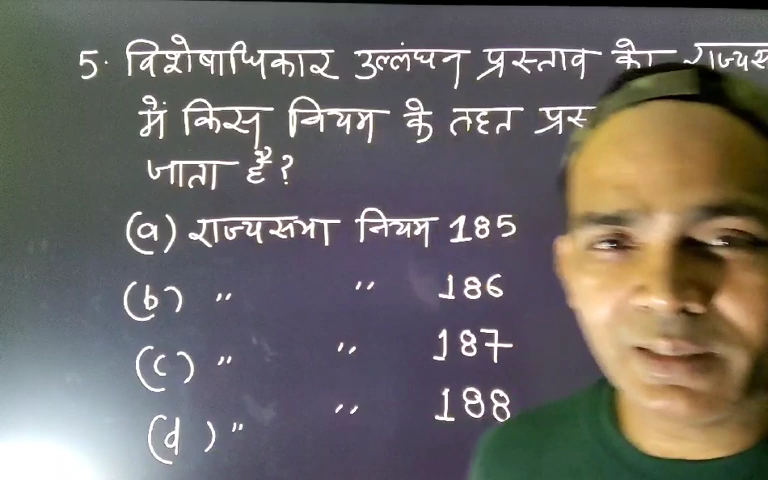 5. विशेषाधिकार उल्लंघन प्रस्ताव को
में किस नियम के तहत
जाता है?
(a) राज्यसभा नियम 185
(b) " " 186
(c) " " 187
(d) " " 188